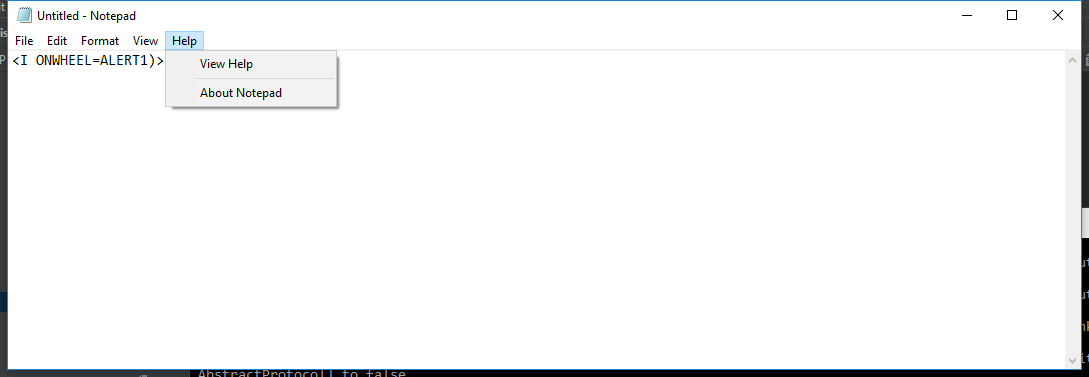 Untitled - Notepad
File Edit Format View Help
<I ONWHEEL=ALERT1)>
View Help
About Notepad
AbstractProtocol] to false